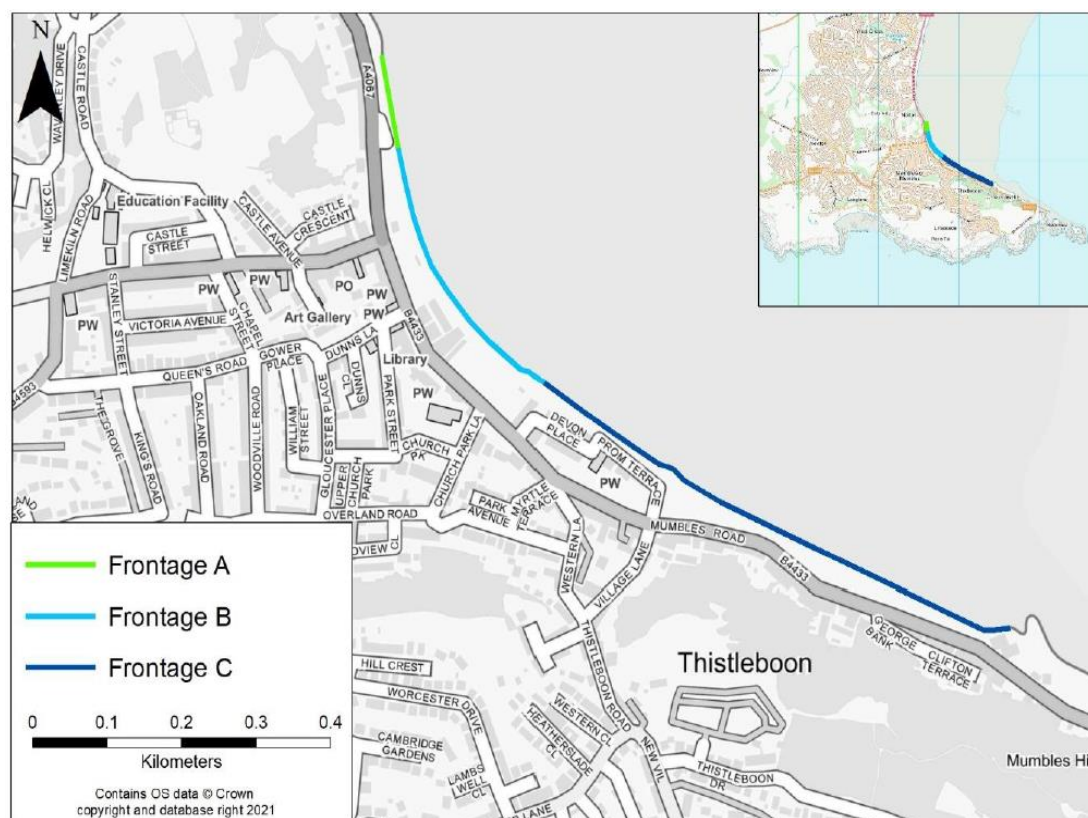 N
WAVERLEY DRIVE
CASTLE ROAD
A4067
HELWICK CL
LIMEKILN ROAD
Education Facility
CASTLE
STREET
CASTLE AVENUE
CASTLE
CRESCENT
PW
STANLEY STREET
PW
PW
PO
PW
PW
VICTORIA AVENUE
CHAPEL
STREET
Art Gallery
B4433
B4593
QUEEN'S ROAD
GOWER
PLACE
DUNNS LA
Library
THE GROVE
KING'S ROAD
OAKLAND ROAD
WOODVILLE ROAD
WILLIAM
STREET
GLOUCESTER PLACE
DUNNS
CL
PARK STREET
PW
UPPER
CHURCH
PARK
CHURCH
PK
CHURCH PARK LA
DEVON
PLACE
PROM TERRACE
PW
OVERLAND ROAD
PARK
AVENUE
MYRTLE
TERRACE
WESTERN LA
MUMBLES ROAD
VILLAGE LANE
B4433
GEORGE
BANK
CLIFTON
TERRACE
Thistleboon
THISTLEBOON ROAD
HILL CREST
WORCESTER DRIVE
CAMBRIDGE
GARDENS
LAMBS
WELL
CL
WESTERN CL
HEATHERSLADE
CL
LANE
NEW VIL
THISTLEBOON
DR
Mumbles Hi
Frontage A
Frontage B
Frontage C
0 0.1 0.2 0.3 0.4
Kilometers
Contains OS data © Crown
copyright and database right 2021